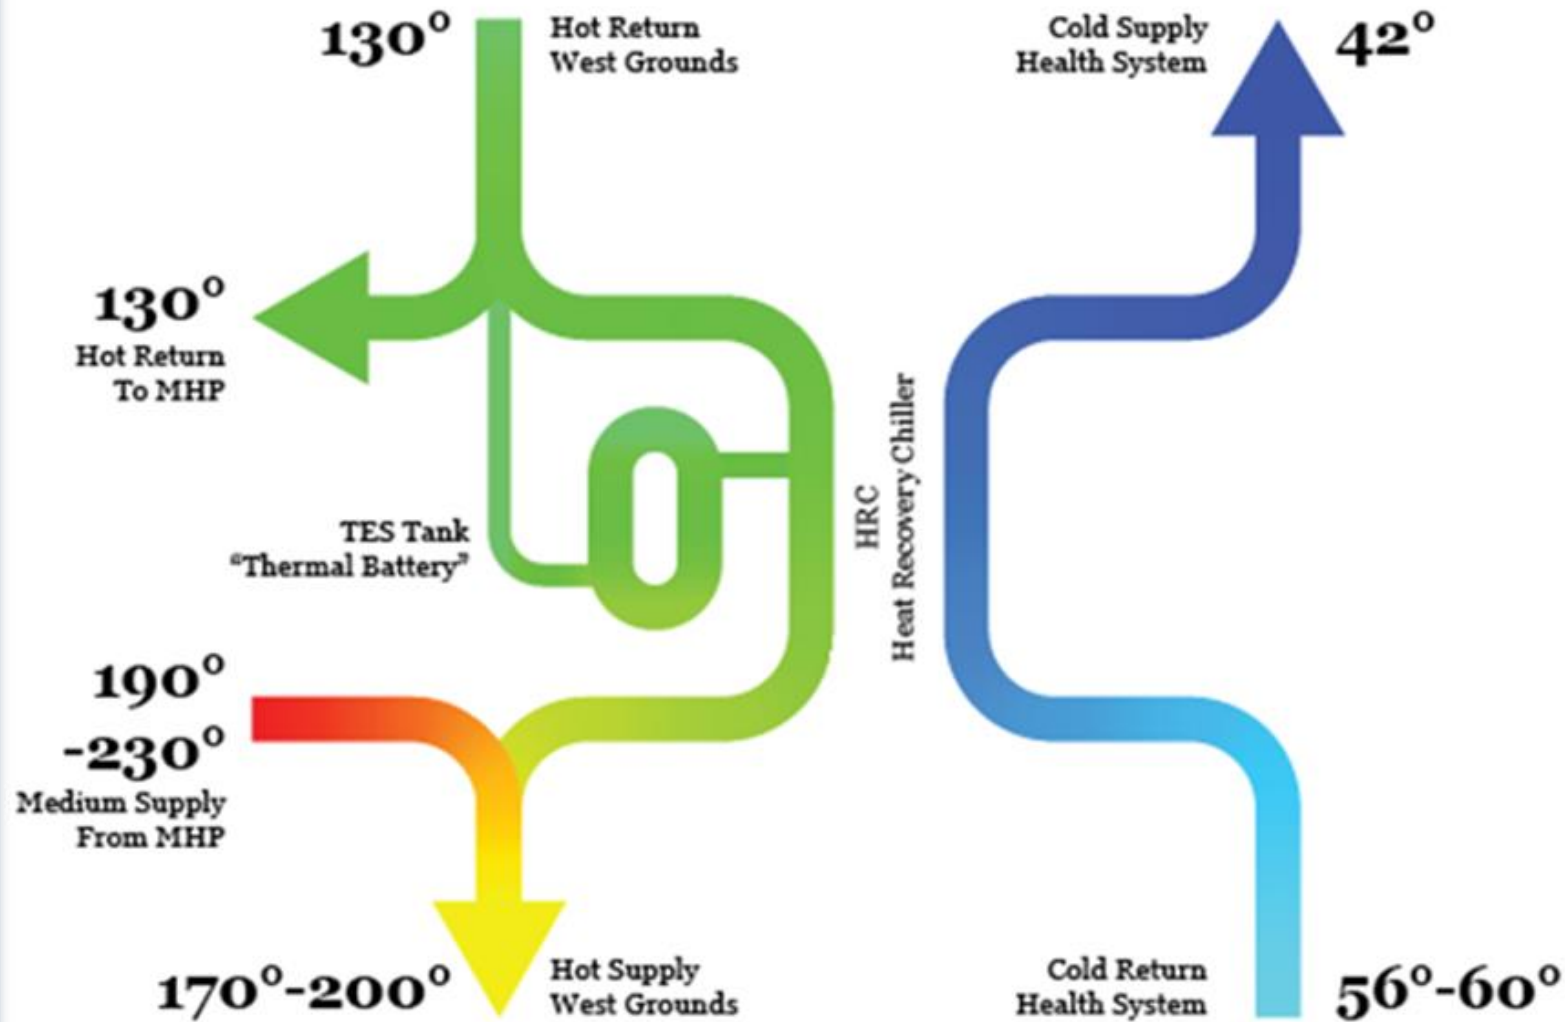 130°
Hot Return
West Grounds
Cold Supply
Health System
42°
130°
Hot Return
To MHP
HRC
Heat Recovery Chiller
TES Tank
“Thermal Battery”
190°
-230°
Medium Supply
From MHP
170°-200°
Hot Supply
West Grounds
Cold Return
Health System
56°-60°